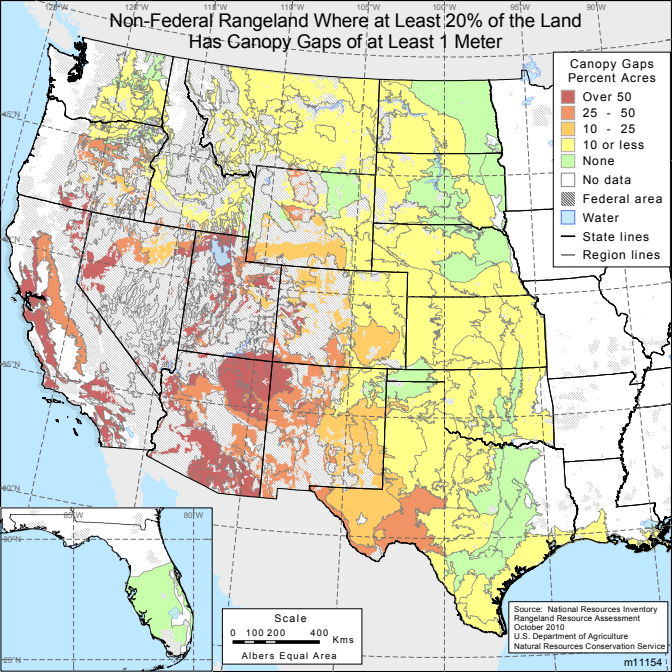 Non-Federal Rangeland Where at Least 20% of the Land
Has Canopy Gaps of at Least 1 Meter
Canopy Gaps
Percent Acres
Over 50
25 - 50
10 - 25
10 or less
None
No data
Federal area
Water
State lines
Region lines
120°W
115°W
110°W
105°W
100°W
95°W
90°W
45°N
40°N
35°N
30°N
85°W
80°W
30°N
25°N
Scale
0 100 200 400 Kms
Albers Equal Area
Source: National Resources Inventory
Rangeland Resource Assessment
October 2010
U.S. Department of Agriculture
Natural Resources Conservation Service
m11154